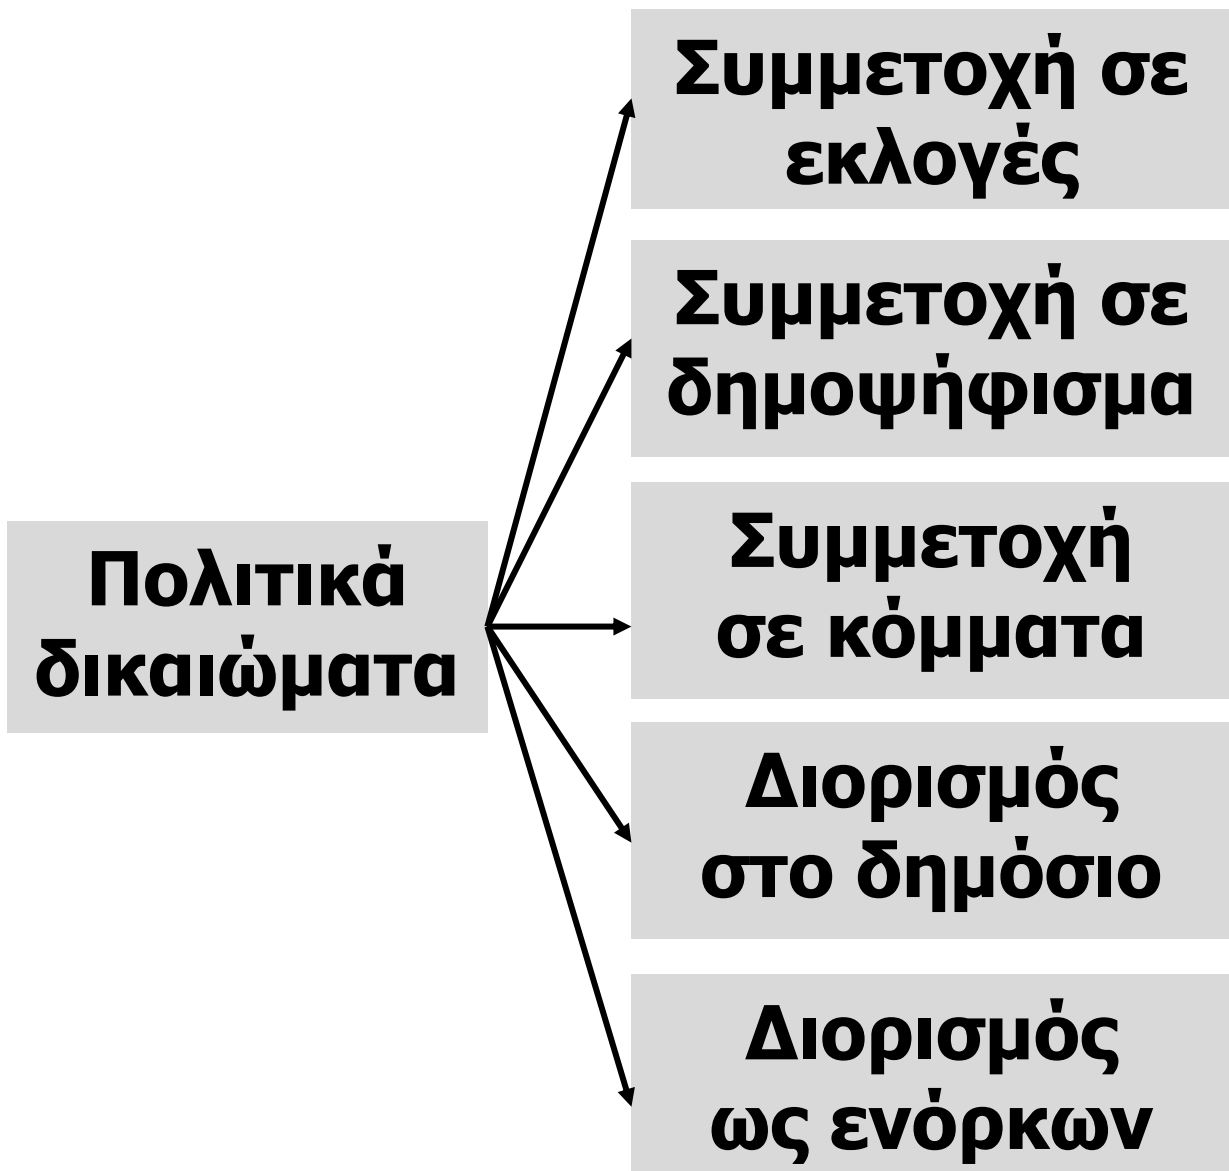 Συμμετοχή σε
εκλογές
Συμμετοχή σε
δημοψήφισμα
Πολιτικά
δικαιώματα
Συμμετοχή
σε κόμματα
Διορισμός
στο δημόσιο
Διορισμός
ως ενόρκων